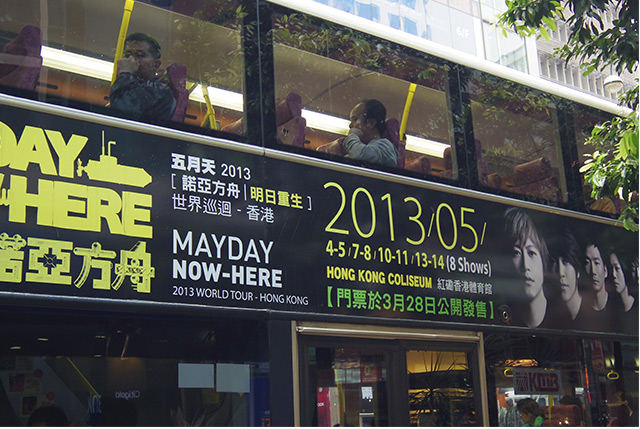 DAY
HERE
諾亞方舟
五月天 2013
[ 諾亞方舟 | 明日重生 ]
世界巡迴 - 香港
MAYDAY
NOW-HERE
2013 WORLD TOUR - HONG KONG
2013/05/
4-5/7-8/10-11/13-14 (8 Shows)
HONG KONG COLISEUM 紅磡香港體育館
【門票於3月28日公開發售】